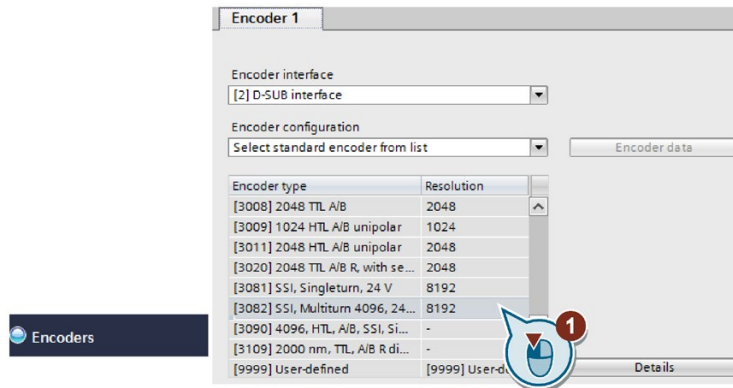 Encoder 1
Encoder interface
[2] D-SUB interface
Encoder configuration
Select standard encoder from list
Encoder data
Encoder type Resolution
[3008] 2048 TTL A/B 2048
[3009] 1024 HTL A/B unipolar 1024
[3011] 2048 HTL A/B unipolar 2048
[3020] 2048 TTL A/B R, with se... 2048
[3081] SSI, Singleturn, 24 V 8192
[3082] SSI, Multiturn 4096, 24... 8192
[3090] 4096, HTL, A/B, SSI, Si... -
1
Encoders
[3109] 2000 nm, TTL, A/B R di... -
[9999] User-defined [9999] User-d
Details